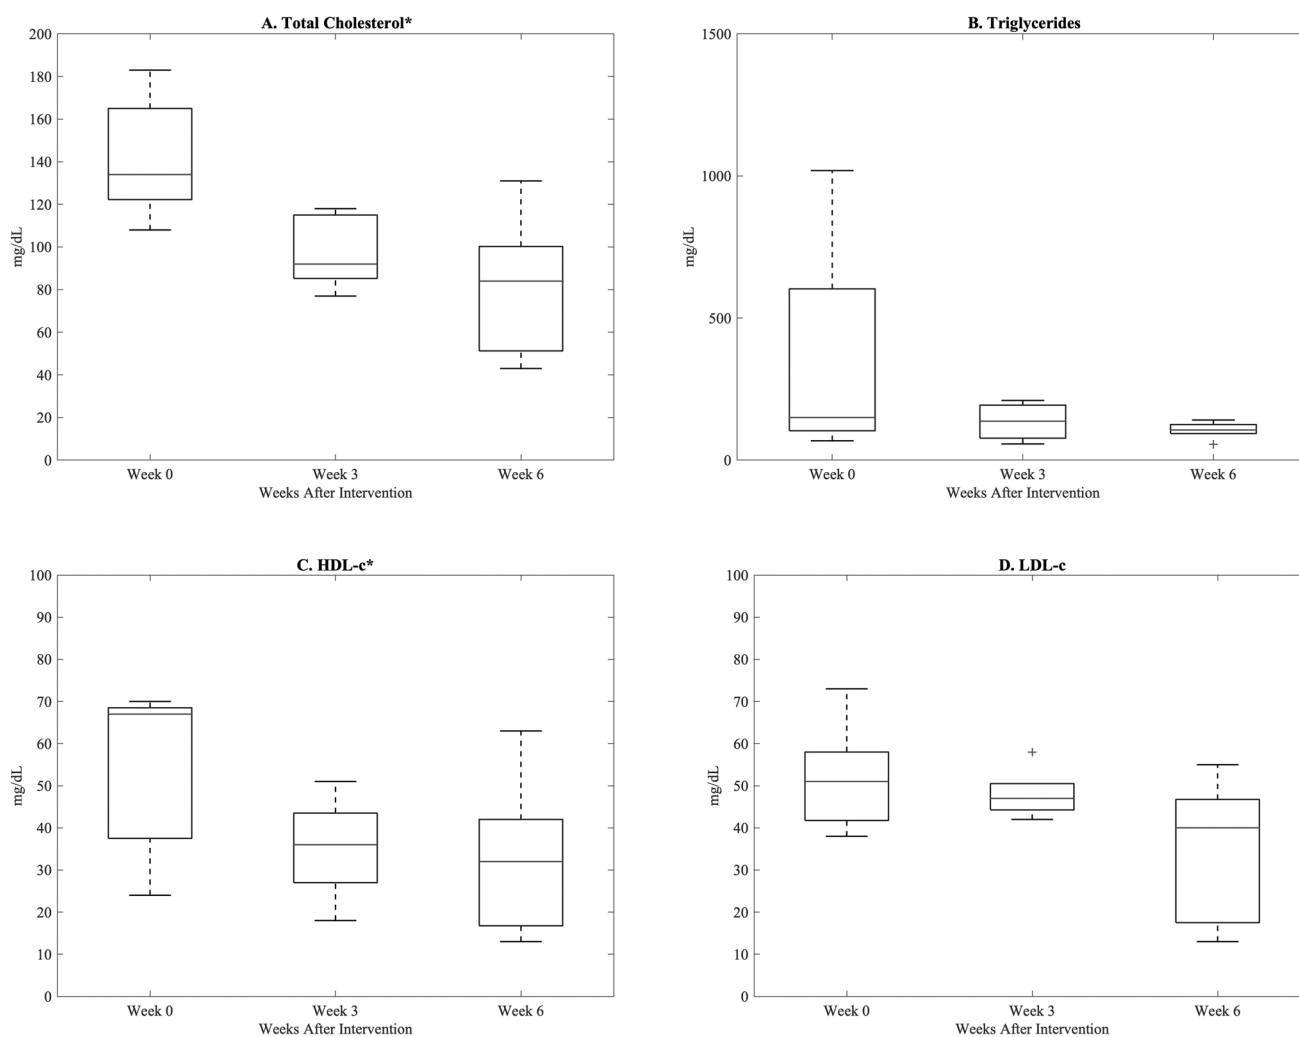 A. Total Cholesterol*
200
180
160
140
120
100
80
60
40
20
0
mg/dL
Week 0 Week 3 Week 6
Weeks After Intervention
B. Triglycerides
1500
1000
500
0
mg/dL
Week 0 Week 3 Week 6
Weeks After Intervention
C. HDL-c*
100
90
80
70
60
50
40
30
20
10
0
mg/dL
Week 0 Week 3 Week 6
Weeks After Intervention
D. LDL-c
100
90
80
70
60
50
40
30
20
10
0
mg/dL
Week 0 Week 3 Week 6
Weeks After Intervention